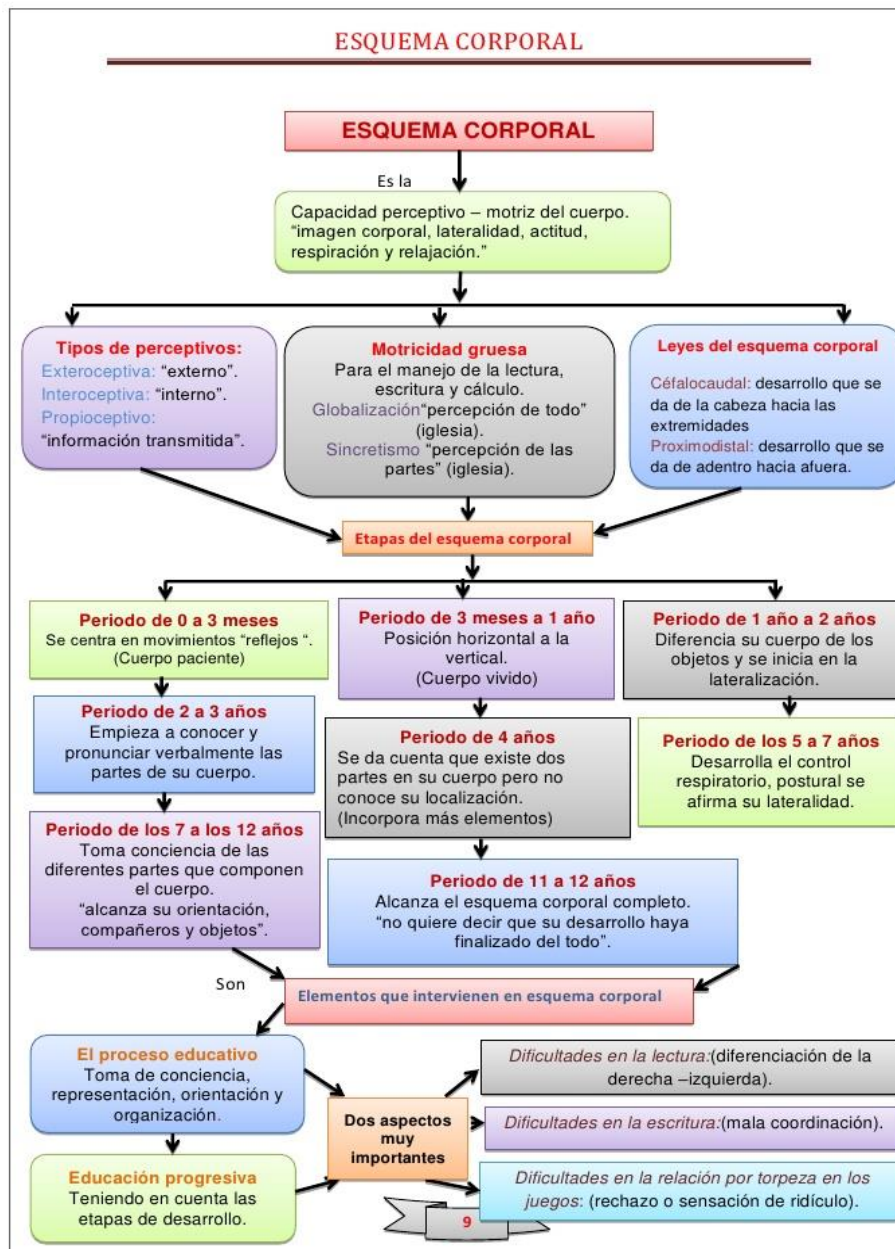 ESQUEMA CORPORAL
ESQUEMA CORPORAL
Es la
Capacidad perceptivo – motriz del cuerpo.
“imagen corporal, lateralidad, actitud,
respiración y relajación.”
Tipos de perceptivos:
Exteroceptiva: “externo”.
Interoceptiva: “interno”.
Propioceptivo:
“información transmitida”.
Motricidad gruesa
Para el manejo de la lectura,
escritura y cálculo.
Globalización“percepción de todo”
(iglesia).
Sincretismo “percepción de las
partes” (iglesia).
Leyes del esquema corporal
Céfalocaudal: desarrollo que se
da de la cabeza hacia las
extremidades
Proximodistal: desarrollo que se
da de adentro hacia afuera.
Etapas del esquema corporal
Periodo de 0 a 3 meses
Se centra en movimientos “reflejos “.
(Cuerpo paciente)
Periodo de 3 meses a 1 año
Posición horizontal a la
vertical.
(Cuerpo vivido)
Periodo de 1 año a 2 años
Diferencia su cuerpo de los
objetos y se inicia en la
lateralización.
Periodo de 2 a 3 años
Empieza a conocer y
pronunciar verbalmente las
partes de su cuerpo.
Periodo de 4 años
Se da cuenta que existe dos
partes en su cuerpo pero no
conoce su localización.
(Incorpora más elementos)
Periodo de los 5 a 7 años
Desarrolla el control
respiratorio, postural se
afirma su lateralidad.
Periodo de los 7 a los 12 años
Toma conciencia de las
diferentes partes que componen
el cuerpo.
“alcanza su orientación,
compañeros y objetos”.
Periodo de 11 a 12 años
Alcanza el esquema corporal completo.
“no quiere decir que su desarrollo haya
finalizado del todo”.
Son
Elementos que intervienen en esquema corporal
El proceso educativo
Toma de conciencia,
representación, orientación y
organización.
Educación progresiva
Teniendo en cuenta las
etapas de desarrollo.
Dos aspectos
muy
importantes
Dificultades en la lectura:(diferenciación de la
derecha –izquierda).
Dificultades en la escritura:(mala coordinación).
Dificultades en la relación por torpeza en los
juegos: (rechazo o sensación de ridículo).
9